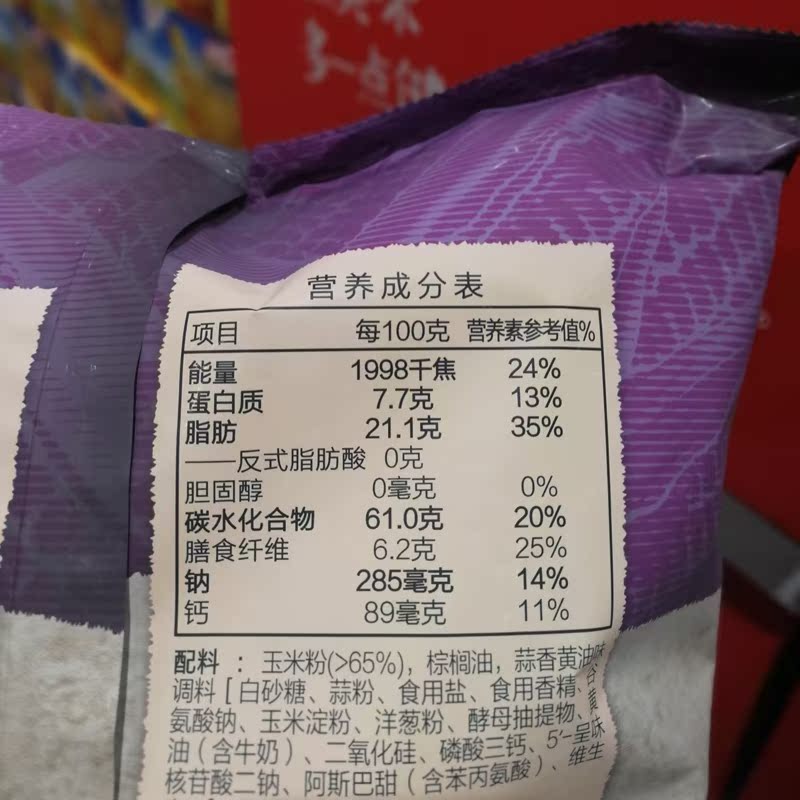 多一点
营养成分表
项目 每100克 营养素参考值%
能量 1998千焦 24%
蛋白质 7.7克 13%
脂肪 21.1克 35%
——反式脂肪酸 0克
胆固醇 0毫克 0%
碳水化合物 61.0克 20%
膳食纤维 6.2克 25%
钠 285毫克 14%
钙 89毫克 11%
配料 : 玉米粉(>65%), 棕榈油, 蒜香黄油味
调料 [ 白砂糖、蒜粉、食用盐、食用香精、谷
氨酸钠、玉米淀粉、洋葱粉、酵母抽提物、黄
油 ( 含牛奶 ) 、二氧化硅、磷酸三钙、5'-呈味
核苷酸二钠、阿斯巴甜 ( 含苯丙氨酸 ) 、维生